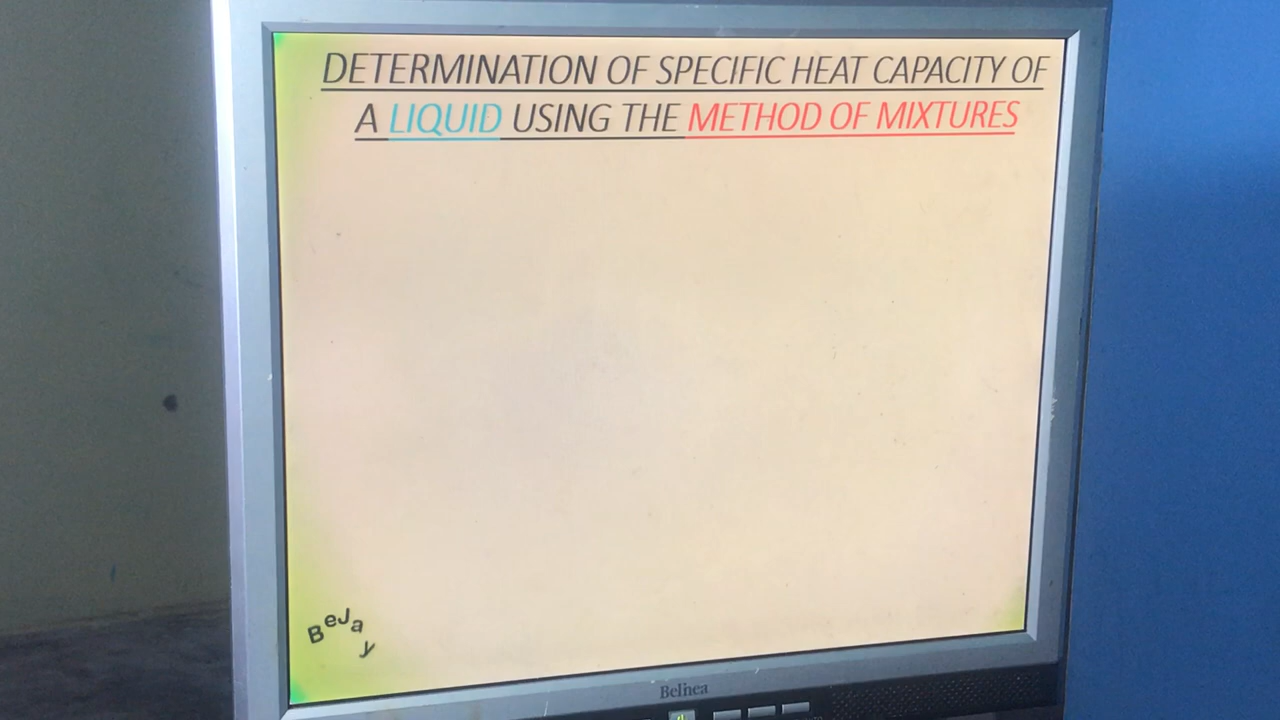 DETERMINATION OF SPECIFIC HEAT CAPACITY OF
A LIQUID USING THE METHOD OF MIXTURES
BeJay
Belinea